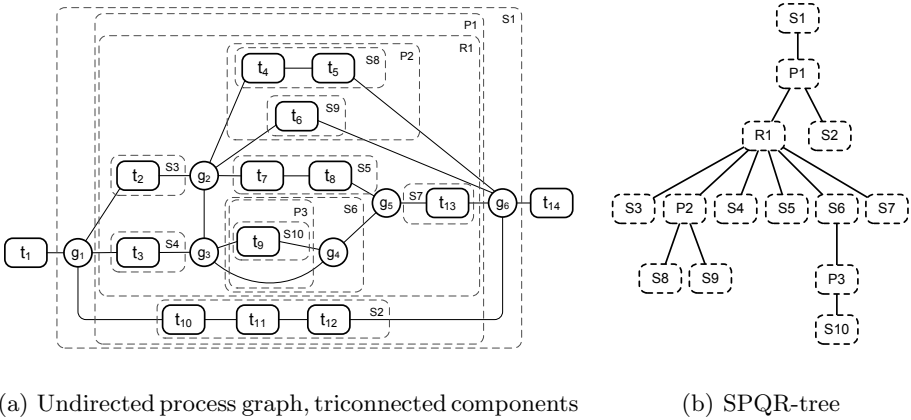 S1
P1
R1
P2
S8
t4
t5
S9
t6
S3
t2
g2
S5
t7
t8
S7
t13
g5
g6
t14
P3
S6
S10
t9
g4
S4
t3
g3
t1
g1
S2
t10
t11
t12
a) Undirected process graph, triconnected components
S1
P1
R1
S2
S3
P2
S4
S5
S6
S7
S8
S9
P3
S10
(b) SPQR-tree